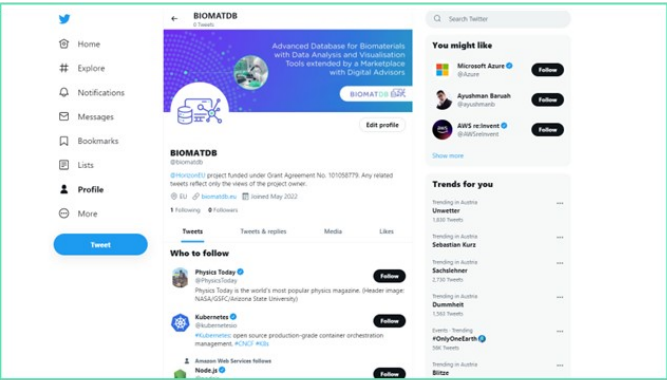 BIOMATDB
0 Tweets
Home
Explore
Notifications
Messages
Bookmarks
Lists
Profile
More
Tweet
Advanced Database for Biomaterials
with Data Analysis and Visualisation
Tools extended by a Marketplace
with Digital Advisors
BIOMATDB
Edit profile
BIOMATDB
@biomatdb
@HorizonEU project funded under Grant Agreement No. 101058779. Any related
tweets reflect only the views of the project owner.
EU biomatdb.eu Joined May 2022
1 Following 0 Followers
Tweets Tweets & replies Media Likes
Who to follow
Physics Today
@PhysicsToday
Follow
Physics Today is the world's most popular physics magazine. (Header image:
NASA/GSFC/Arizona State University)
Kubernetes
@kubernetesio
Follow
#Kubernetes: open source production-grade container orchestration
management. #CNCF #K8s
Amazon Web Services follows
Node.js
Follow
Search Twitter
You might like
Microsoft Azure
@Azure
Follow
Ayushman Baruah
@ayushmanb
Follow
AWS re:Invent
@AWSreInvent
Follow
Show more
Trends for you
Trending in Austria
Unwetter
1,830 Tweets
Trending in Austria
Sebastian Kurz
Trending in Austria
Sachslehner
2,730 Tweets
Trending in Austria
Dummheit
1,563 Tweets
Events · Trending
#OnlyOneEarth
Tweets
Trending in Austria
Blitze